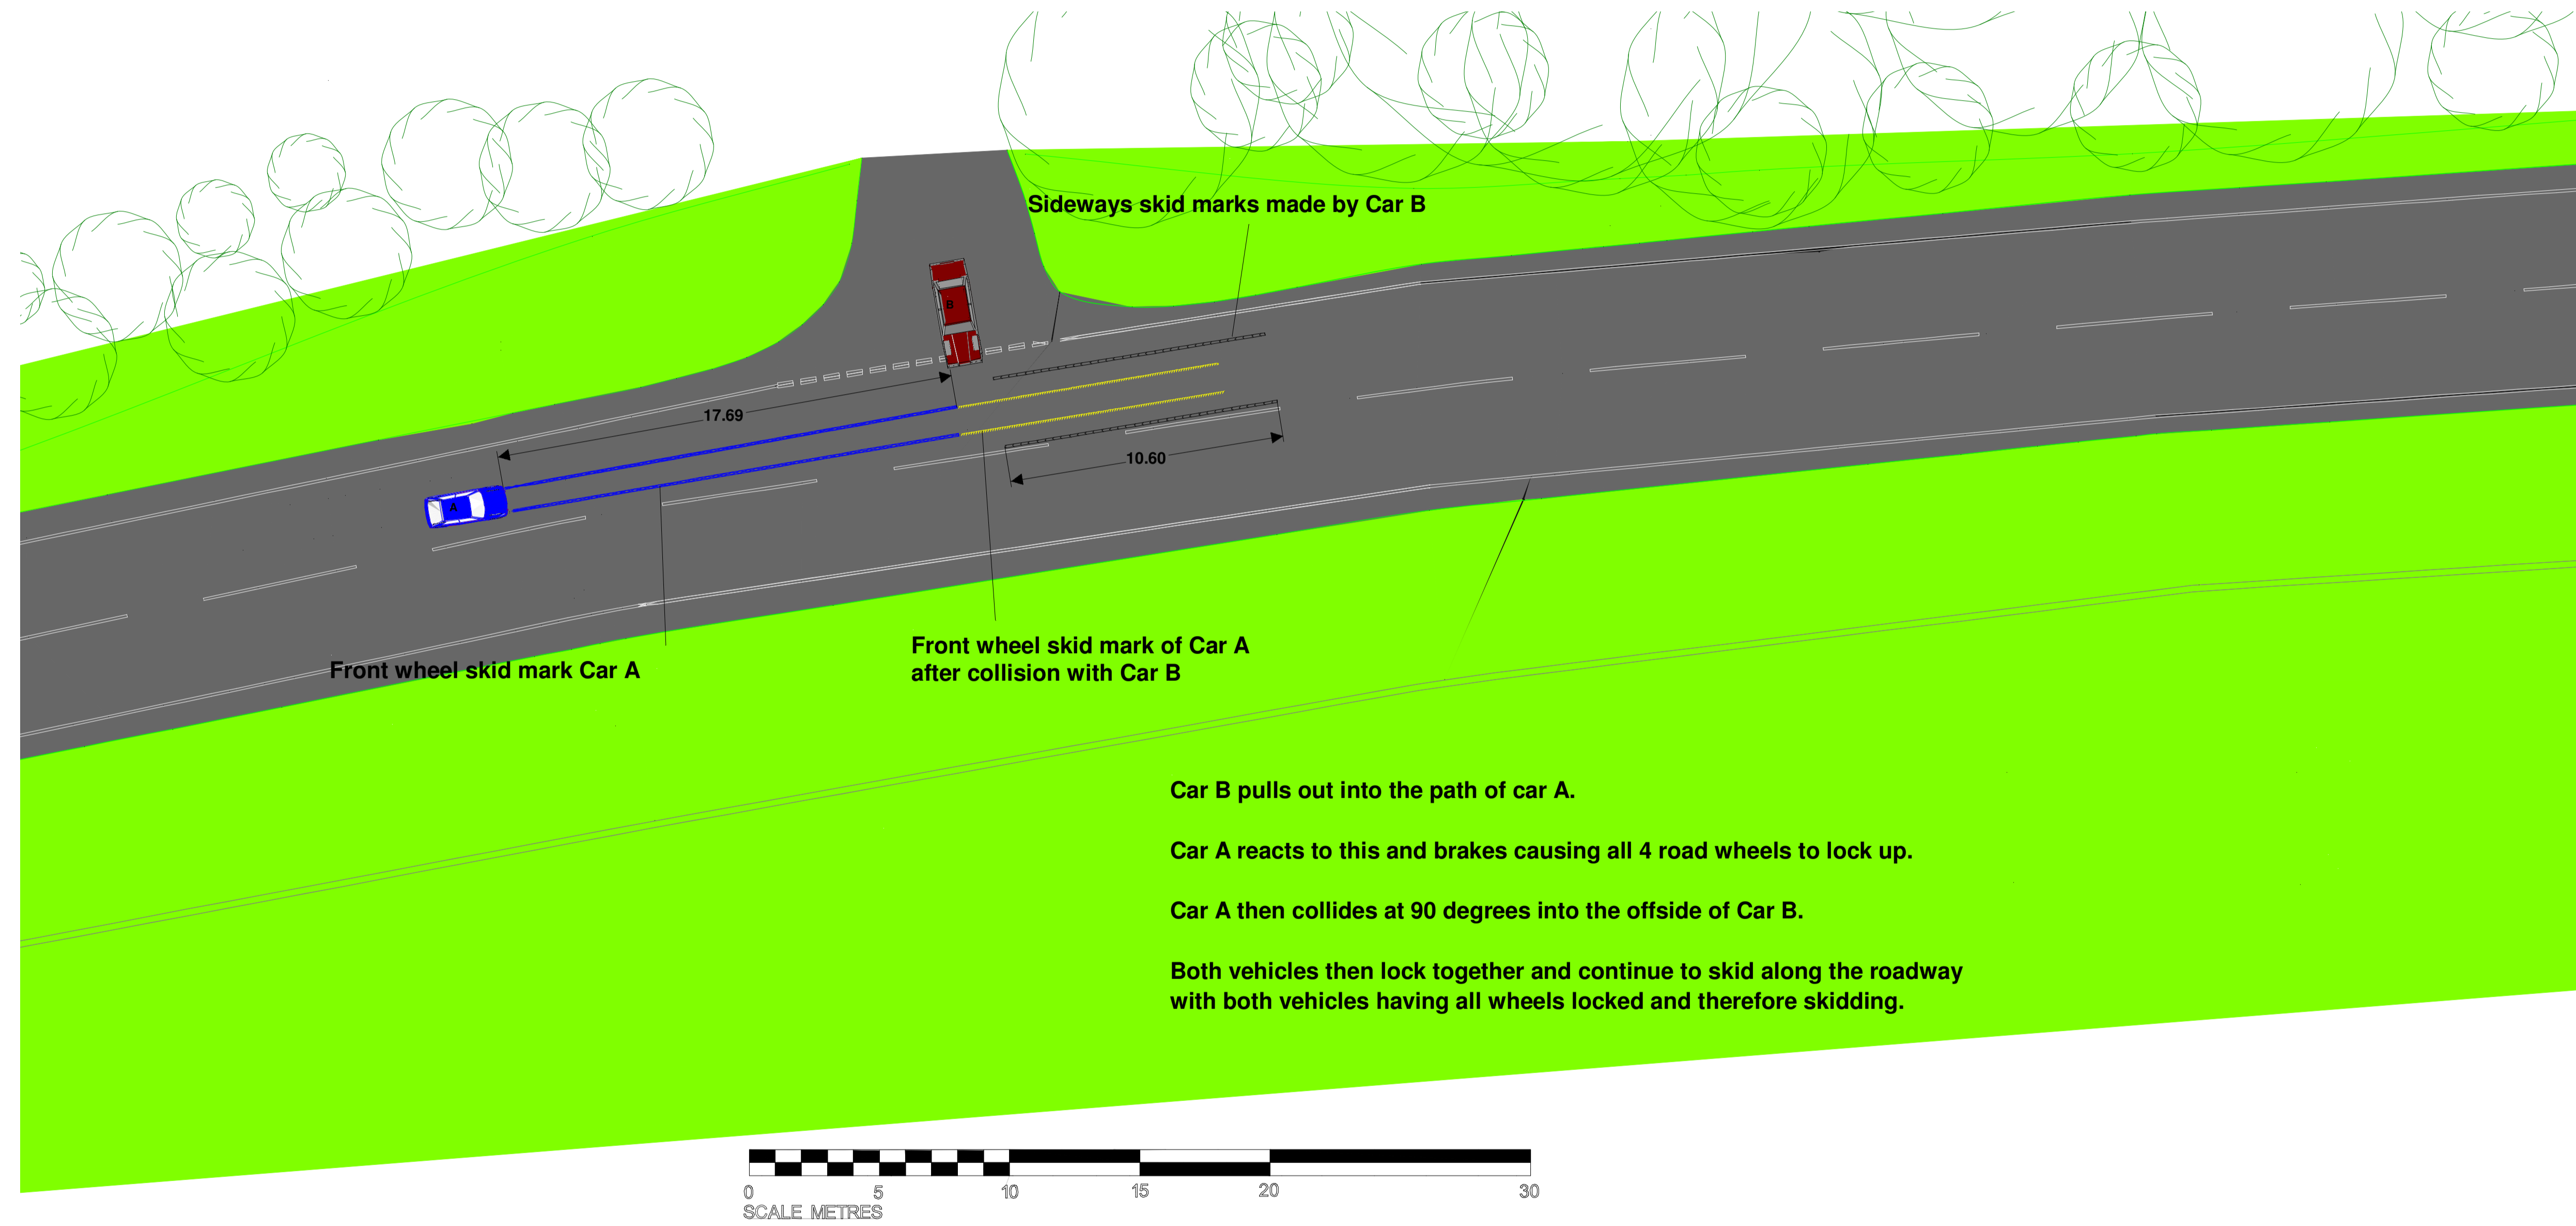 Sideways skid marks made by Car B
B
17.69
10.60
A
Front wheel skid mark Car A
Front wheel skid mark of Car A
after collision with Car B
Car B pulls out into the path of car A.
Car A reacts to this and brakes causing all 4 road wheels to lock up.
Car A then collides at 90 degrees into the offside of Car B.
Both vehicles then lock together and continue to skid along the roadway
with both vehicles having all wheels locked and therefore skidding.
0 5 10 15 20 30
SCALE METRES